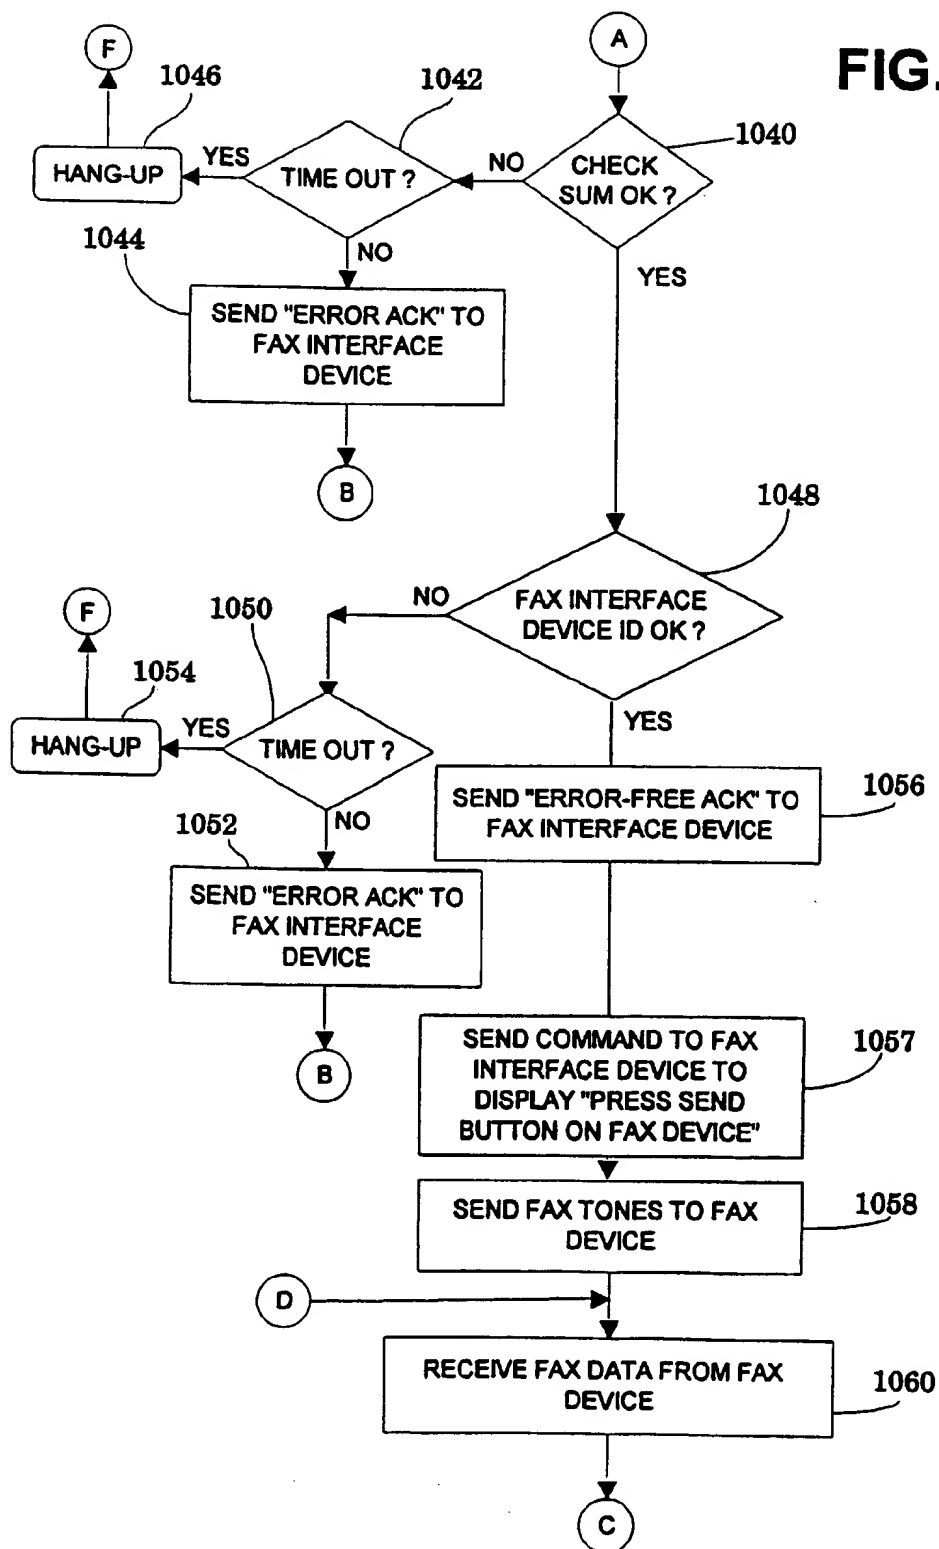 F
A
FIG.
1046
1042
1040
HANG-UP
YES
TIME OUT ?
NO
CHECK
SUM OK ?
1044
NO
YES
SEND "ERROR ACK" TO
FAX INTERFACE
DEVICE
B
1048
F
1050
NO
FAX INTERFACE
DEVICE ID OK ?
1054
HANG-UP
YES
TIME OUT ?
YES
1052
NO
SEND "ERROR-FREE ACK" TO
FAX INTERFACE DEVICE
1056
SEND "ERROR ACK" TO
FAX INTERFACE
DEVICE
B
SEND COMMAND TO FAX
INTERFACE DEVICE TO
DISPLAY "PRESS SEND
BUTTON ON FAX DEVICE"
1057
SEND FAX TONES TO FAX
DEVICE
1058
D
RECEIVE FAX DATA FROM FAX
DEVICE
1060
C